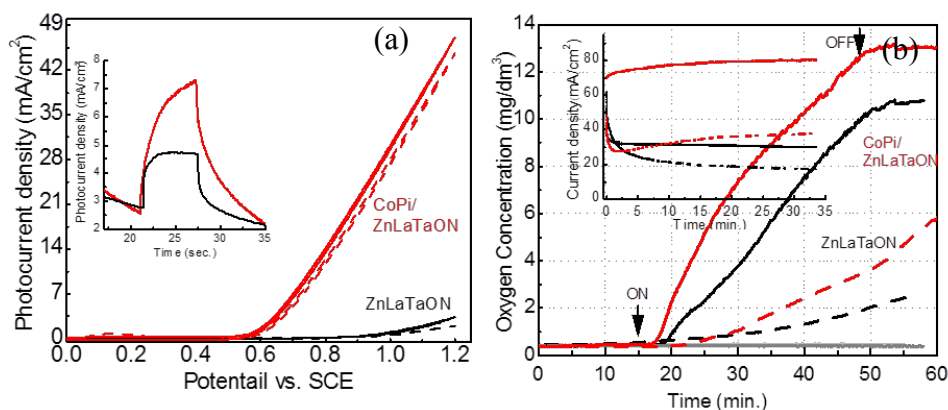 (a)
Photocurrent density (mA/cm²)
49
42
35
28
21
14
7
0
0.0 0.2 0.4 0.6 0.8 1.0 1.2
Potentail vs. SCE
CoPi/
ZnLaTaON
ZnLaTaON
Photocurrent density (mA/cm²)
8
7
6
5
4
3
2
20 25 30 35
Time (sec.)
(b)
Oxygen Concentration (mg/dm³)
14
12
10
8
6
4
2
0
0 10 20 30 40 50 60
Time (min.)
OFF
ON
CoPi/
ZnLaTaON
ZnLaTaON
Current density/mA/cm²)
80
60
40
20
0
0 5 10 15 20 25 30 35
Time (min.)